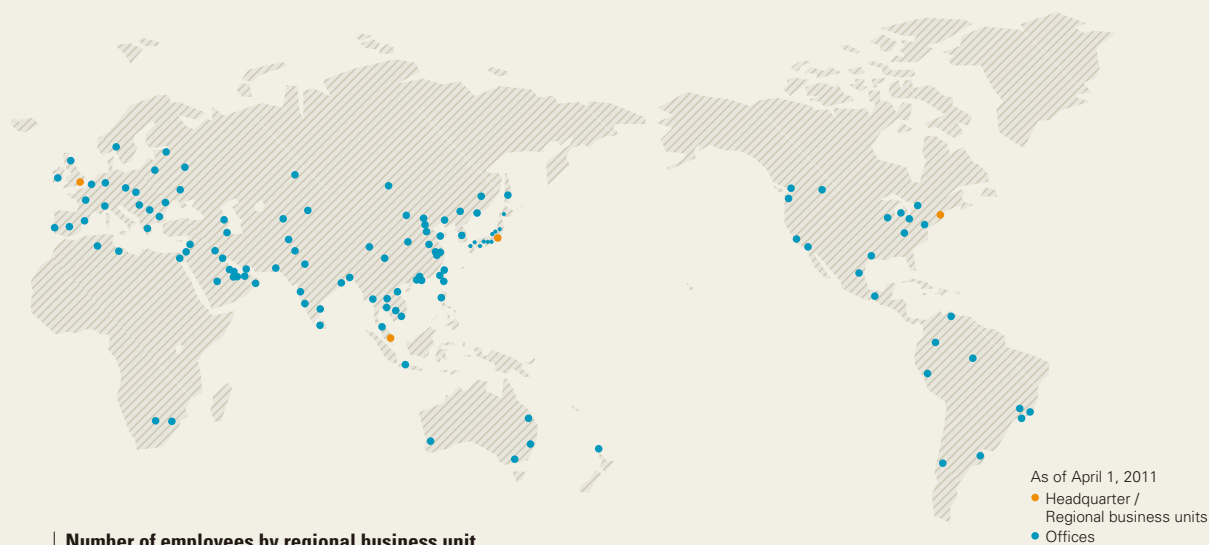 As of April 1, 2011
Headquarter /
Regional business units
Offices
Number of employees by regional business unit